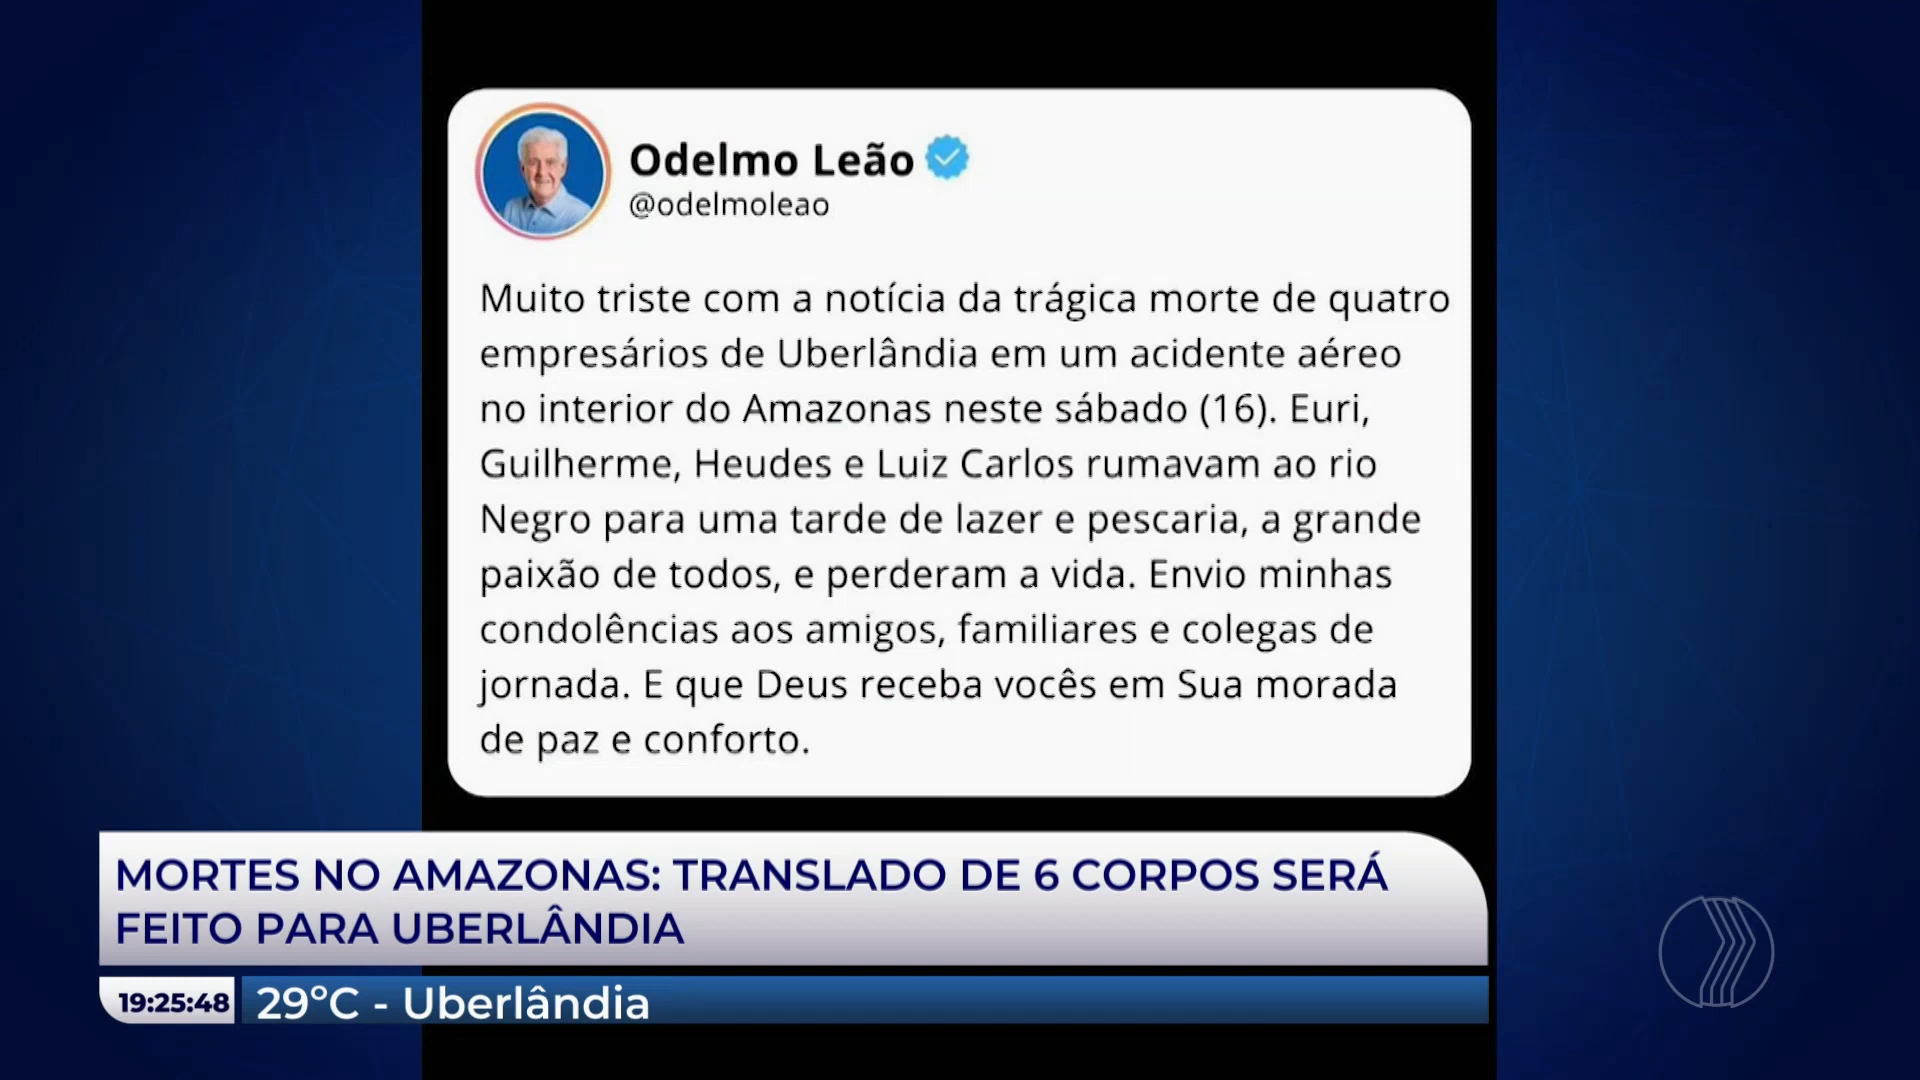 Odelmo Leão
@odelmoleao
Muito triste com a notícia da trágica morte de quatro
empresários de Uberlândia em um acidente aéreo
no interior do Amazonas neste sábado (16). Euri,
Guilherme, Heudes e Luiz Carlos rumavam ao rio
Negro para uma tarde de lazer e pescaria, a grande
paixão de todos, e perderam a vida. Envio minhas
condolências aos amigos, familiares e colegas de
jornada. E que Deus receba vocês em Sua morada
de paz e conforto.
MORTES NO AMAZONAS: TRANSLADO DE 6 CORPOS SERÁ
FEITO PARA UBERLÂNDIA
19:25:48 29°C - Uberlândia